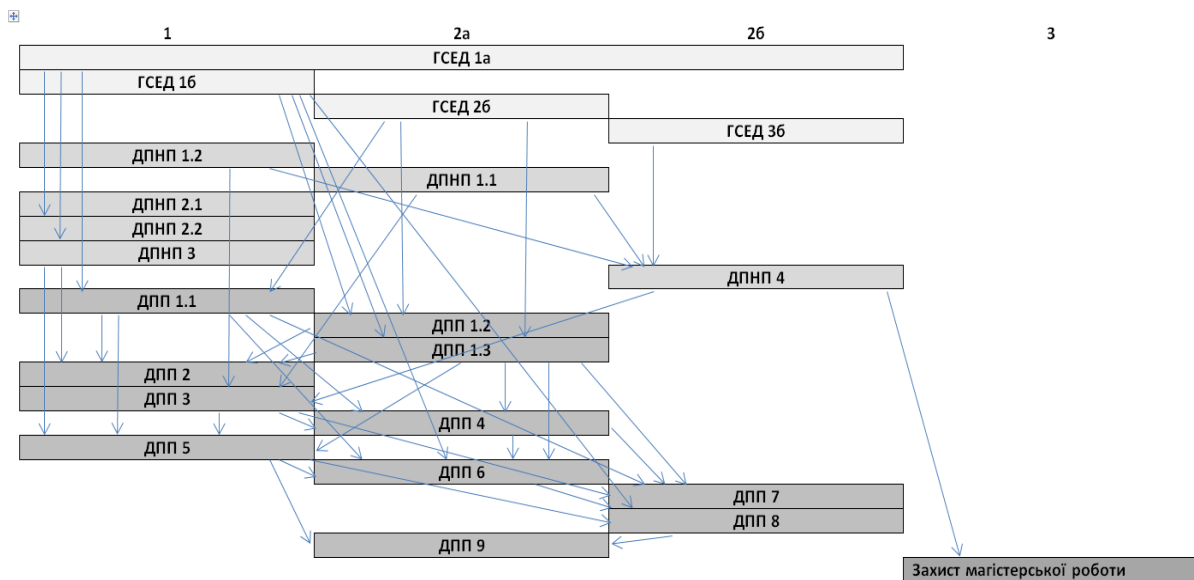 1 2а 2б 3
ГСЕД 1а
ГСЕД 1б
ГСЕД 2б
ГСЕД 3б
ДПНП 1.2
ДПНП 1.1
ДПНП 2.1
ДПНП 2.2
ДПНП 3
ДПНП 4
ДПП 1.1
ДПП 1.2
ДПП 1.3
ДПП 2
ДПП 3
ДПП 4
ДПП 5
ДПП 6
ДПП 7
ДПП 8
ДПП 9
Захист магістерської роботи